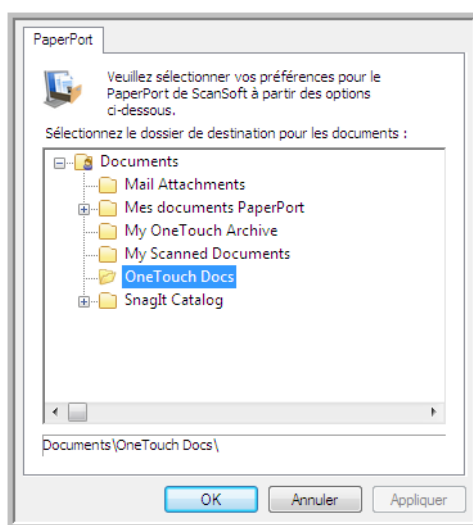 PaperPort
Veuillez sélectionner vos préférences pour le
PaperPort de ScanSoft à partir des options
ci-dessous.
Sélectionnez le dossier de destination pour les documents :
Documents
Mail Attachments
Mes documents PaperPort
My OneTouch Archive
My Scanned Documents
OneTouch Docs
SnagIt Catalog
Documents\OneTouch Docs\
OK Annuler Appliquer